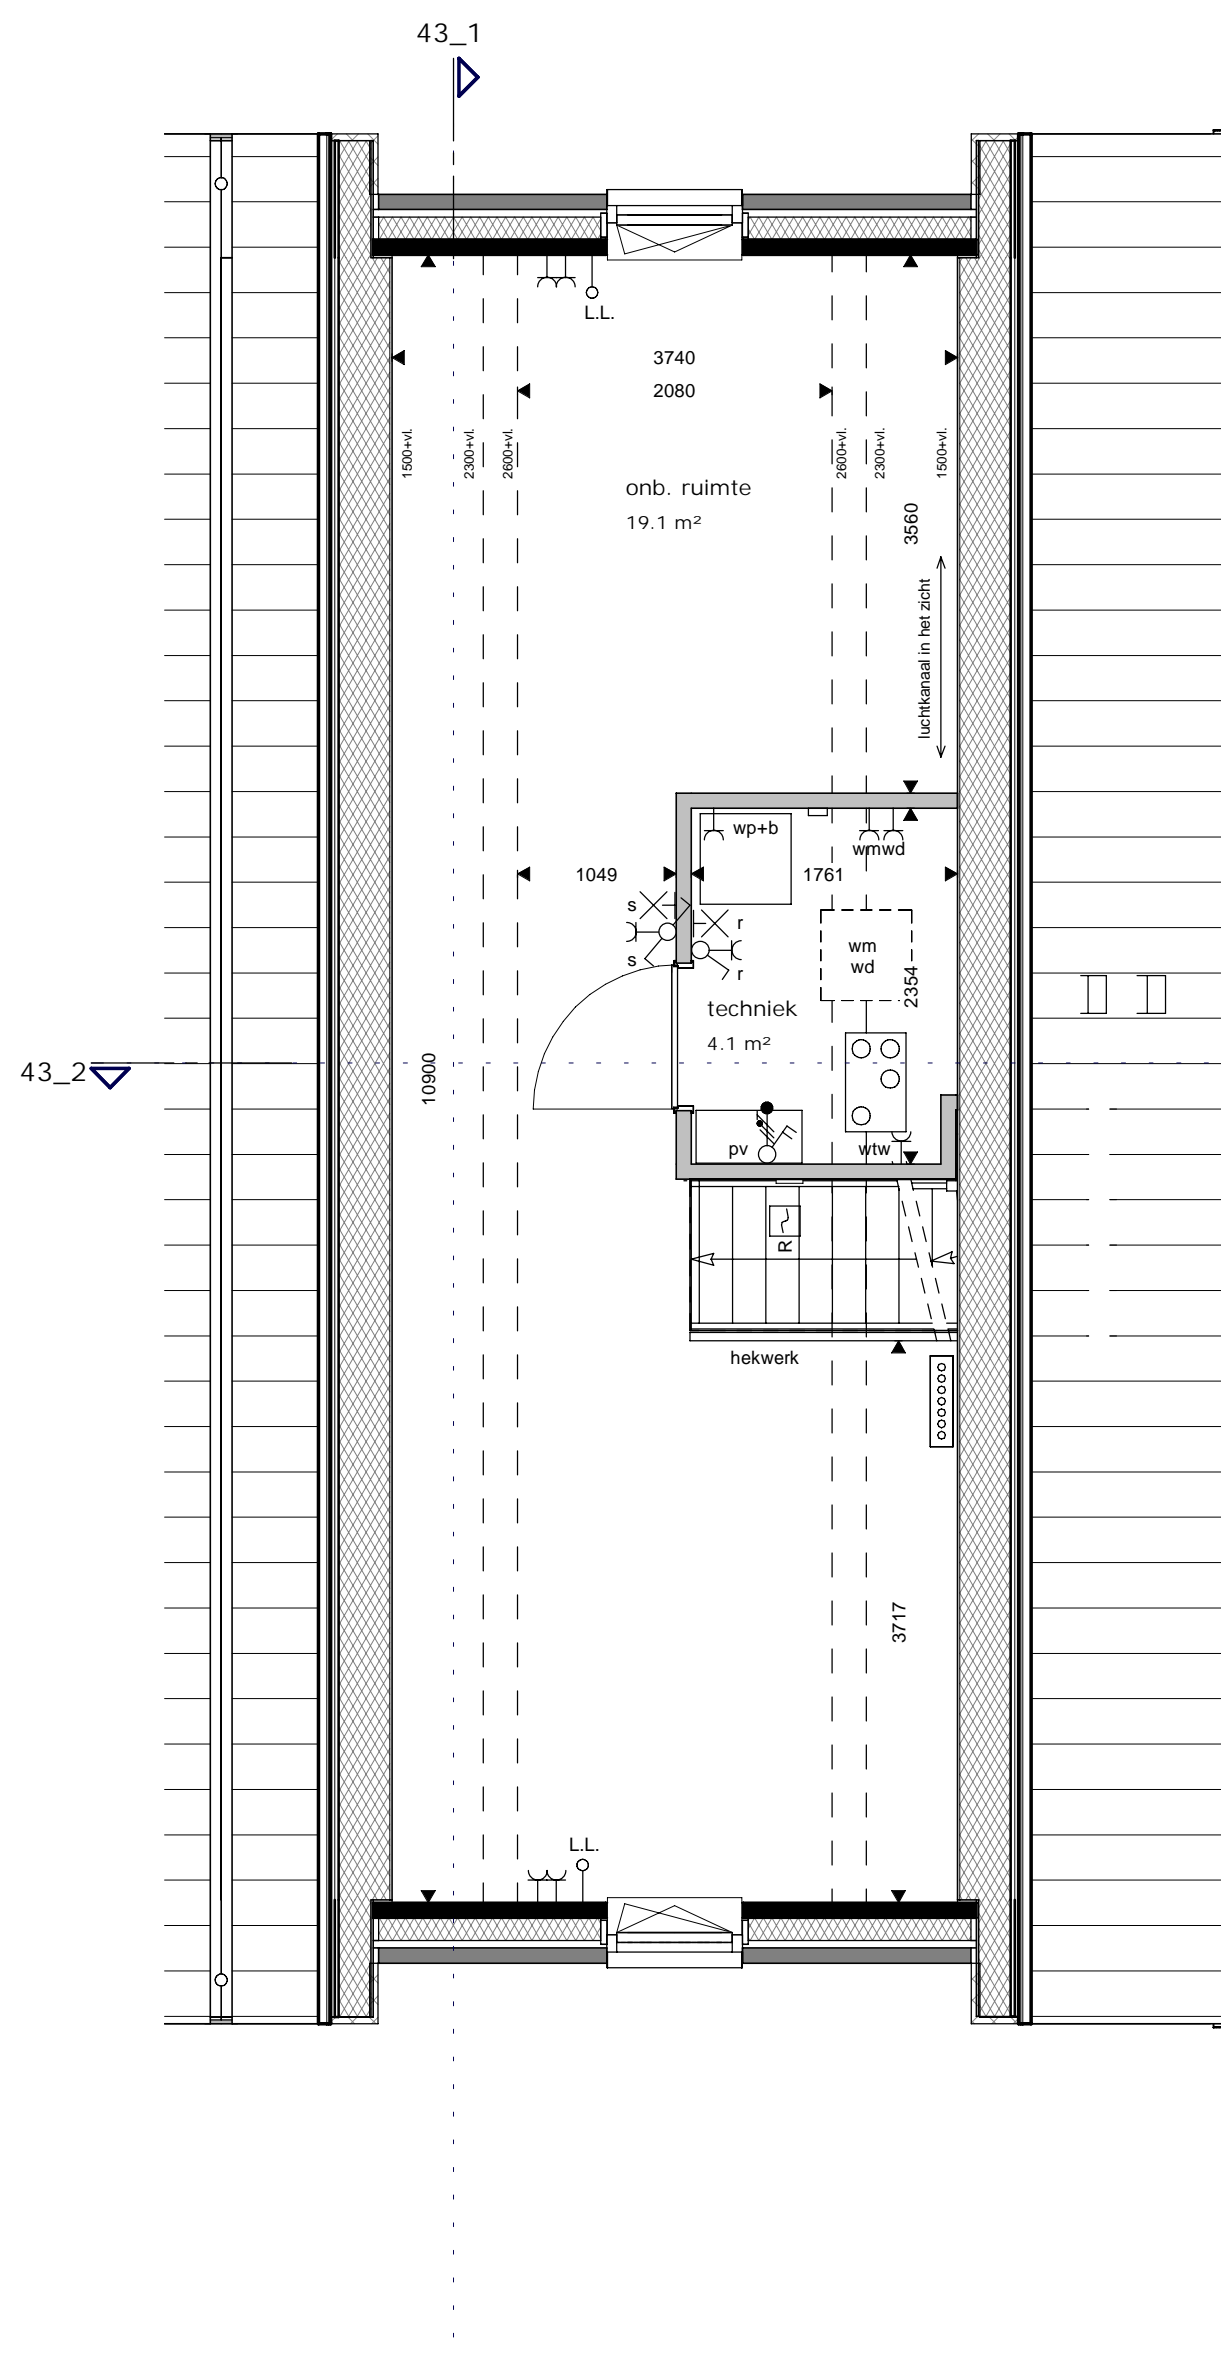 43_1
L.L.
3740
2080
1500+vl.
2300+vl.
2600+vl.
2600+vl.
2300+vl.
1500+vl.
onb. ruimte
19.1 m²
3560
luchtkanaal in het zicht
wp+b
wmwd
1049
1761
s
r
s
r
wm
wd
2354
techniek
4.1 m²
43_2
10900
pv
wtw
R
hekwerk
3717
L.L.